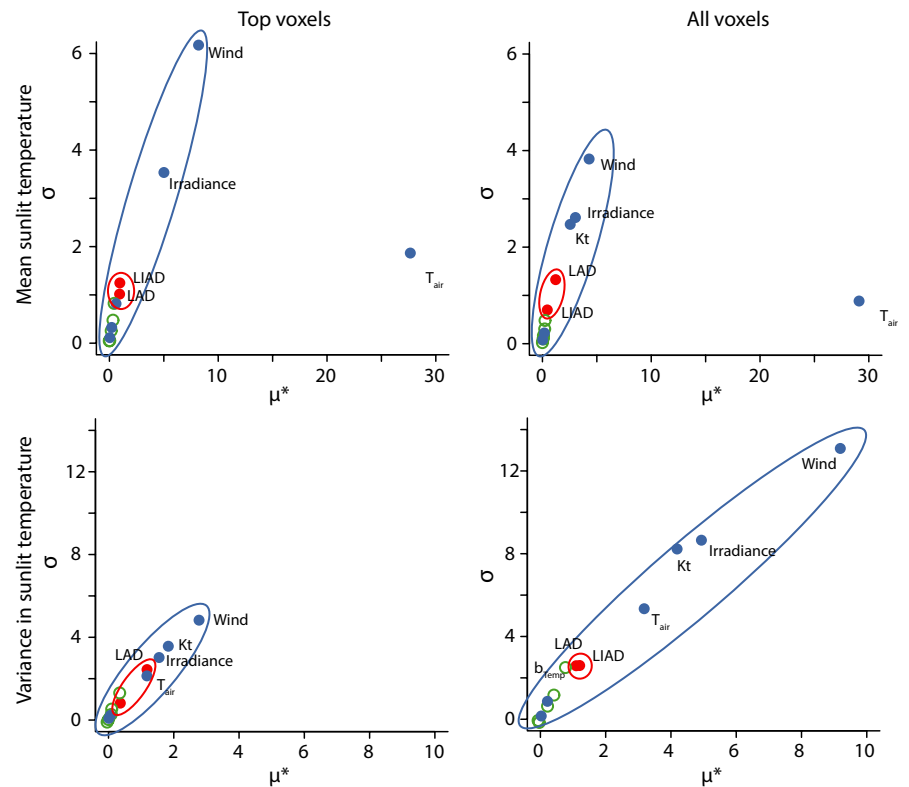 Top voxels
All voxels
Mean sunlit temperature
σ
6
4
2
0
Wind
Irradiance
LIAD
LAD
T air
0 10 20 30
μ*
σ
6
4
2
0
Wind
Irradiance
Kt
LAD
LIAD
T air
0 10 20 30
μ*
Variance in sunlit temperature
σ
12
8
4
0
Wind
Kt
Irradiance
LAD
T air
0 2 4 6 8 10
μ*
σ
12
8
4
0
Wind
Irradiance
Kt
T air
LAD
LIAD
b Temp
0 2 4 6 8 10
μ*